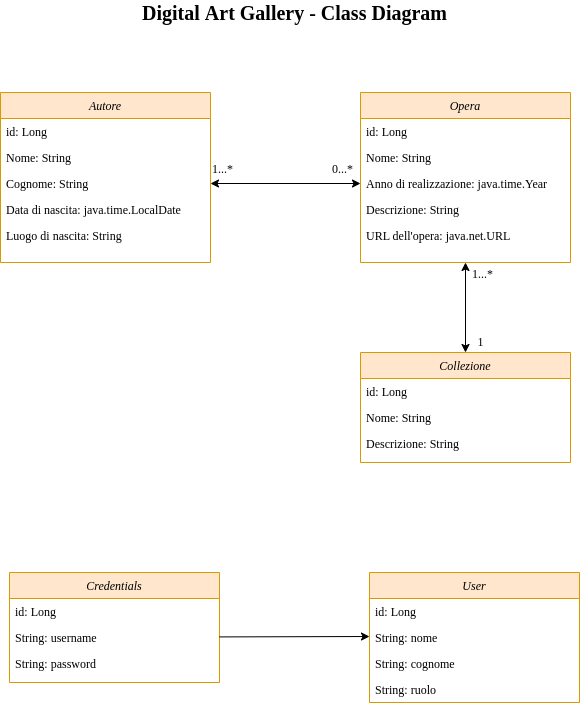 Digital Art Gallery - Class Diagram
Autore
id: Long
Nome: String
Cognome: String
Data di nascita: java.time.LocalDate
Luogo di nascita: String
1...*
0...*
Opera
id: Long
Nome: String
Anno di realizzazione: java.time.Year
Descrizione: String
URL dell'opera: java.net.URL
1...*
1
Collezione
id: Long
Nome: String
Descrizione: String
Credentials
id: Long
String: username
String: password
User
id: Long
String: nome
String: cognome
String: ruolo